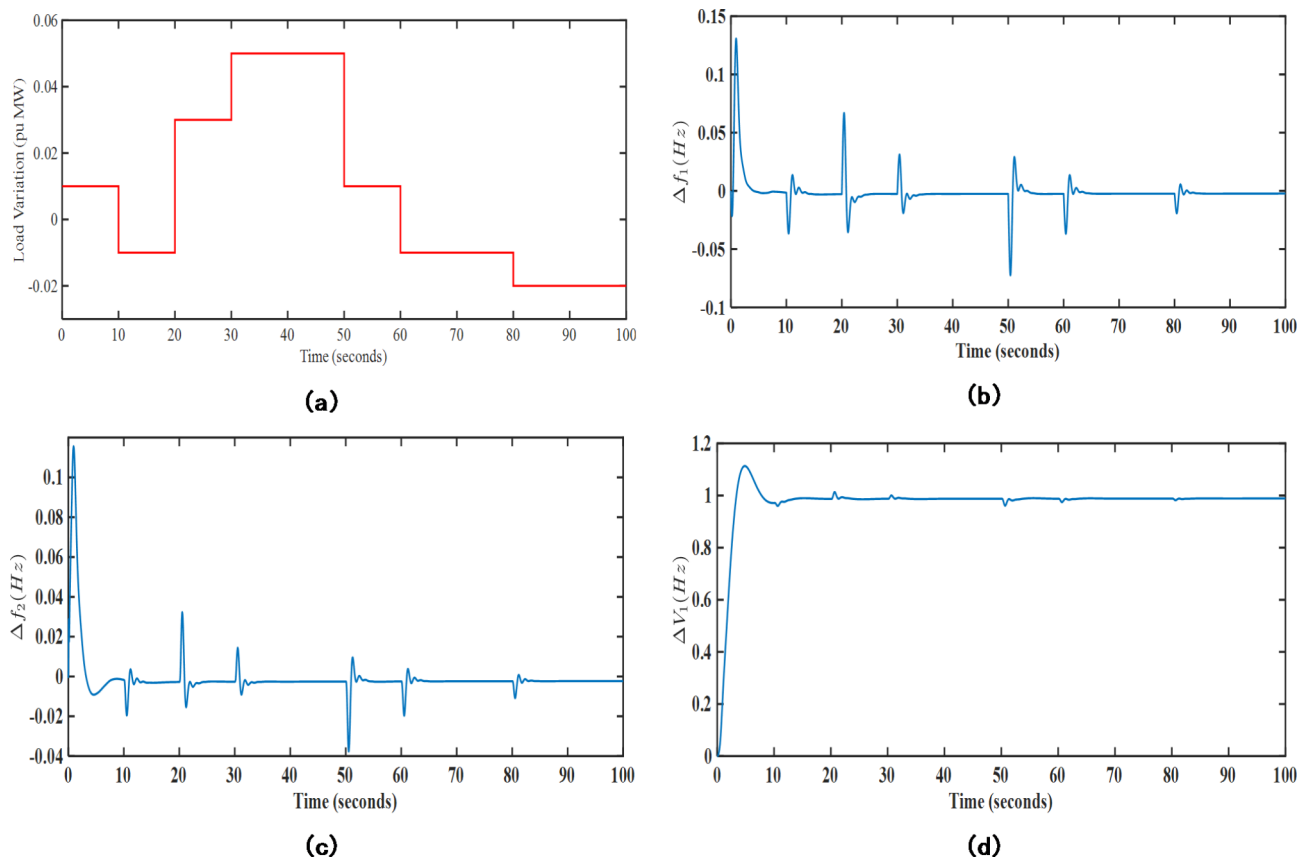 0.06
0.04
0.02
0
-0.02
Load Variation (pu MW)
0 10 20 30 40 50 60 70 80 90 100
Time (seconds)
(a)
0.15
0.1
0.05
0
-0.05
-0.1
Δf₁(Hz)
0 10 20 30 40 50 60 70 80 90 100
Time (seconds)
(b)
0.1
0.08
0.06
0.04
0.02
0
-0.02
-0.04
Δf₂(Hz)
0 10 20 30 40 50 60 70 80 90 100
Time (seconds)
(c)
1.2
1
0.8
0.6
0.4
0.2
0
ΔV₁(Hz)
0 10 20 30 40 50 60 70 80 90 100
Time (seconds)
(d)